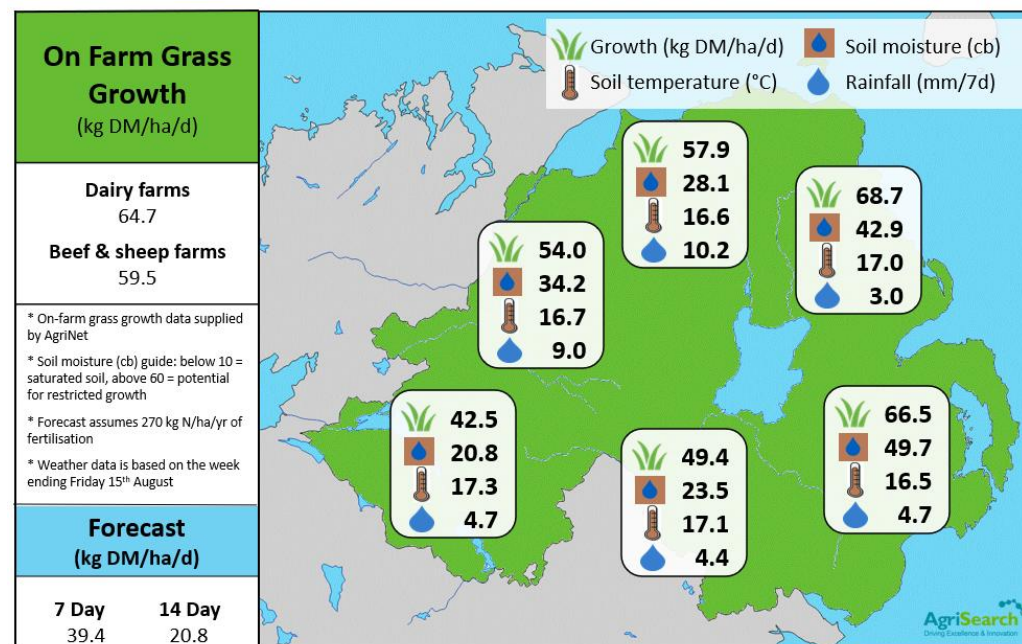 On Farm Grass
Growth
(kg DM/ha/d)
Dairy farms
64.7
Beef & sheep farms
59.5
* On-farm grass growth data supplied
by AgriNet
* Soil moisture (cb) guide: below 10 =
saturated soil, above 60 = potential
for restricted growth
* Forecast assumes 270 kg N/ha/yr of
fertilisation
* Weather data is based on the week
ending Friday 15th August
Forecast
(kg DM/ha/d)
7 Day 14 Day
39.4 20.8
Growth (kg DM/ha/d) Soil moisture (cb)
Soil temperature (°C) Rainfall (mm/7d)
57.9
28.1
16.6
10.2
68.7
42.9
17.0
3.0
54.0
34.2
16.7
9.0
42.5
20.8
17.3
4.7
49.4
23.5
17.1
4.4
66.5
49.7
16.5
4.7
AgriSearch
Driving Excellence & Innovation